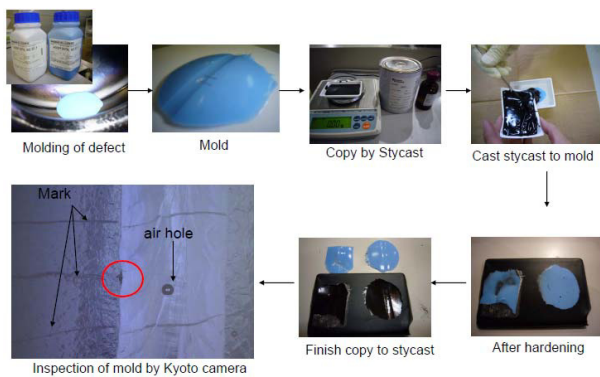 Molding of defect
Mold
Copy by Stycast
Cast stycast to mold
Mark
air hole
Inspection of mold by Kyoto camera
Finish copy to stycast
After hardening